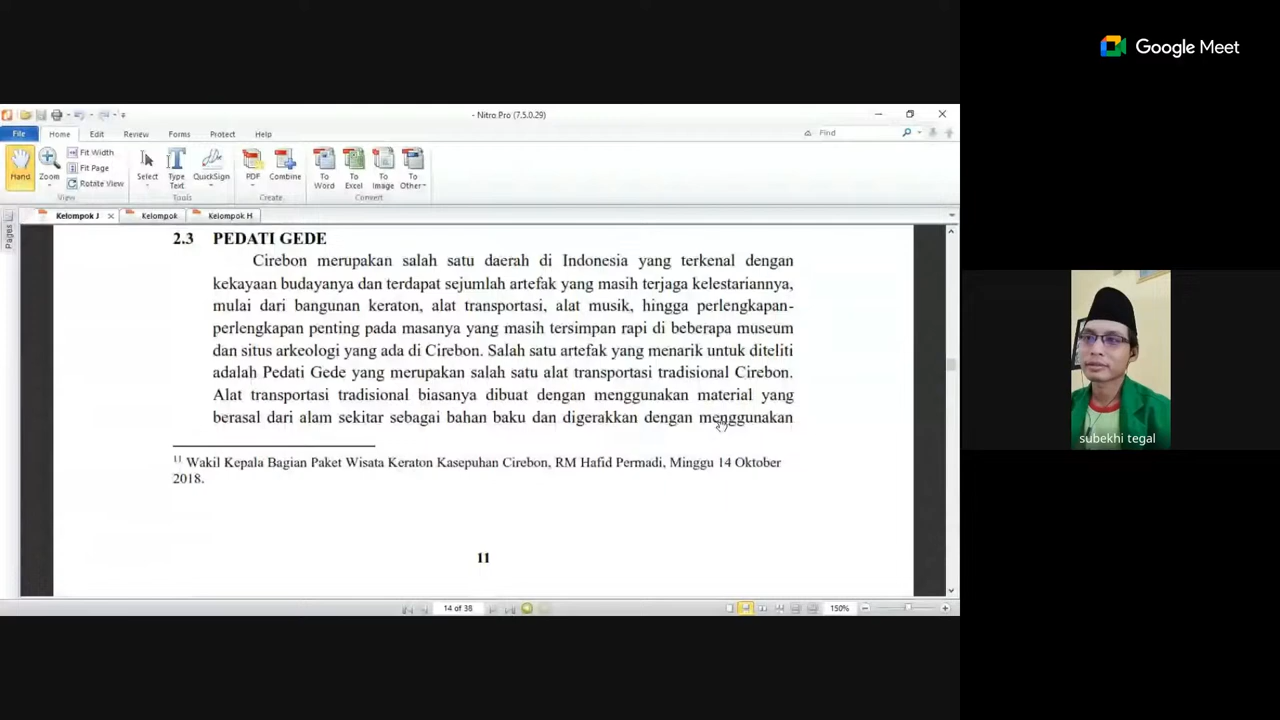 Google Meet
- Nitro Pro (7.5.0.29)
File Home Edit Review Forms Protect Help
Find
Hand
Zoom
Fit Width
Fit Page
Rotate View
View
Select
Type Text
QuickSign
Tools
PDF
Combine
Create
To Word
To Excel
To Image
To Other
Convert
Kelompok J
Kelompok
Kelompok H
Pages
2.3 PEDATI GEDE
Cirebon merupakan salah satu daerah di Indonesia yang terkenal dengan
kekayaan budayanya dan terdapat sejumlah artefak yang masih terjaga kelestariannya,
mulai dari bangunan keraton, alat transportasi, alat musik, hingga perlengkapan-
perlengkapan penting pada masanya yang masih tersimpan rapi di beberapa museum
dan situs arkeologi yang ada di Cirebon. Salah satu artefak yang menarik untuk diteliti
adalah Pedati Gede yang merupakan salah satu alat transportasi tradisional Cirebon.
Alat transportasi tradisional biasanya dibuat dengan menggunakan material yang
berasal dari alam sekitar sebagai bahan baku dan digerakkan dengan menggunakan
11 Wakil Kepala Bagian Paket Wisata Keraton Kasepuhan Cirebon, RM Hafid Permadi, Minggu 14 Oktober
2018.
11
14 of 38
150%
subekhi tegal